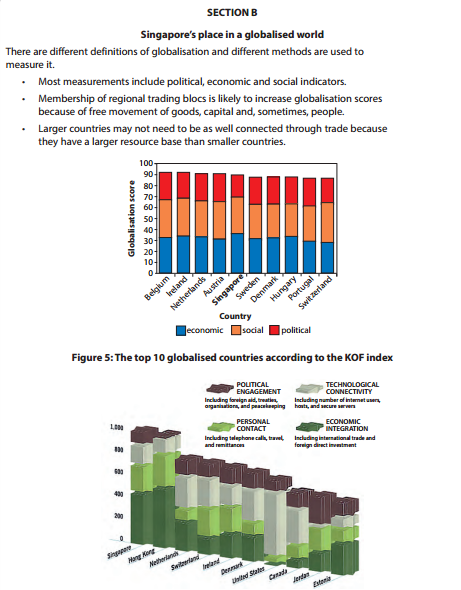 SECTION B
Singapore's place in a globalised world
There are different definitions of globalisation and different methods are used to
measure it.
• Most measurements include political, economic and social indicators.
• Membership of regional trading blocs is likely to increase globalisation scores
because of free movement of goods, capital and, sometimes, people.
• Larger countries may not need to be as well connected through trade because
they have a larger resource base than smaller countries.
Globalisation score
100
90
80
70
60
50
40
30
20
10
0
Belgium
Ireland
Netherlands
Austria
Singapore
Sweden
Denmark
Hungary
Portugal
Switzerland
Country
economic social political
Figure 5: The top 10 globalised countries according to the KOF index
POLITICAL
ENGAGEMENT
Including foreign aid, treaties,
organisations, and peacekeeping
TECHNOLOGICAL
CONNECTIVITY
Including number of internet users,
hosts, and secure servers
PERSONAL
CONTACT
Including telephone calls, travel,
and remittances
ECONOMIC
INTEGRATION
Including international trade and
foreign direct investment
1,000
800
600
400
200
0
Singapore
Hong Kong
Netherlands
Switzerland
Ireland
Denmark
United States
Canada
Jordan
Estonia